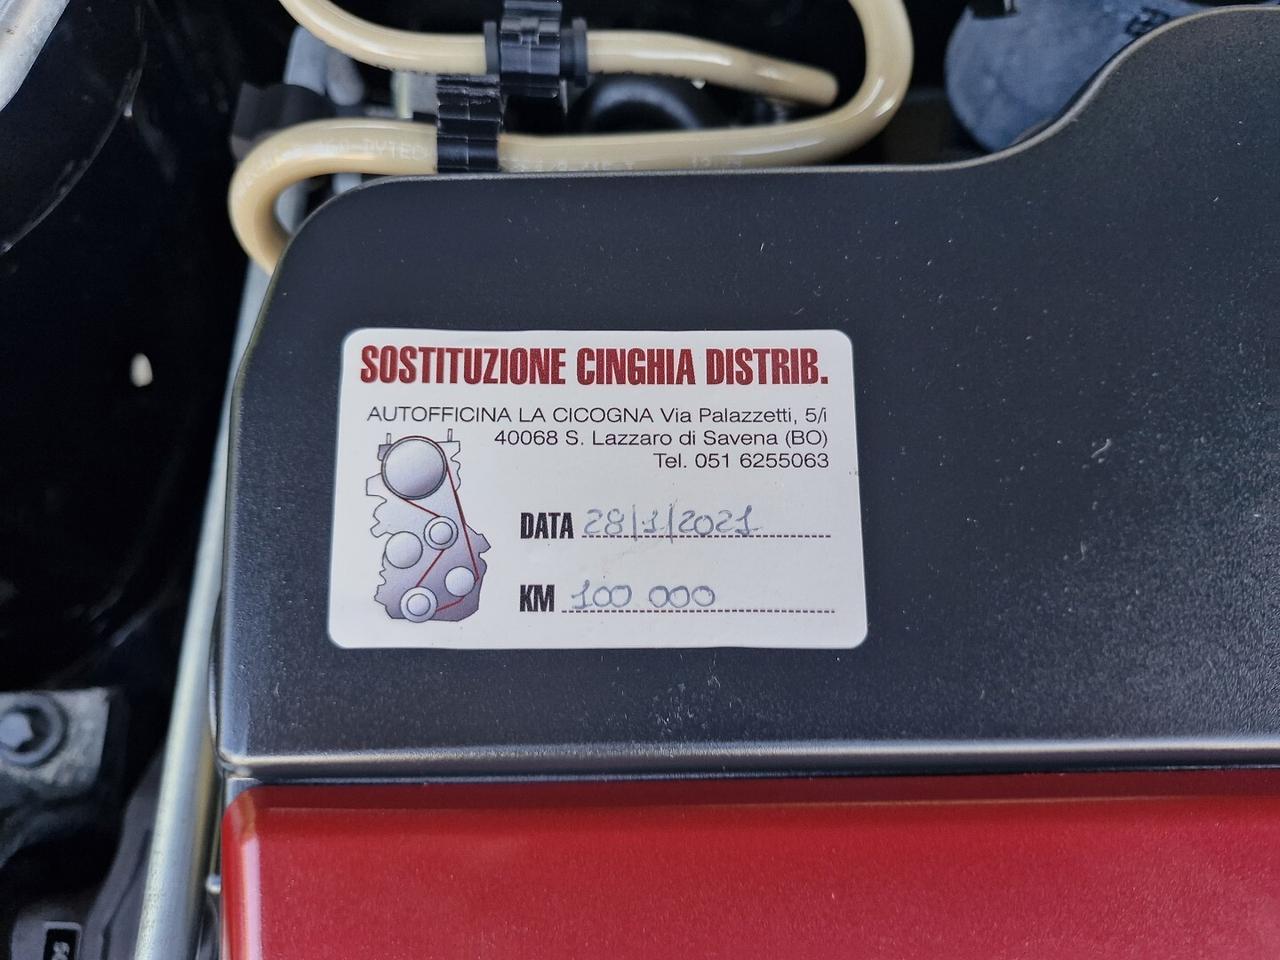 SOSTITUZIONE CINGHIA DISTRIB.
AUTOFFICINA LA CICOGNA Via Palazzetti, 5/i
40068 S. Lazzaro di Savena (BO)
Tel. 051 6255063
DATA 28/1/2021
KM 100 000